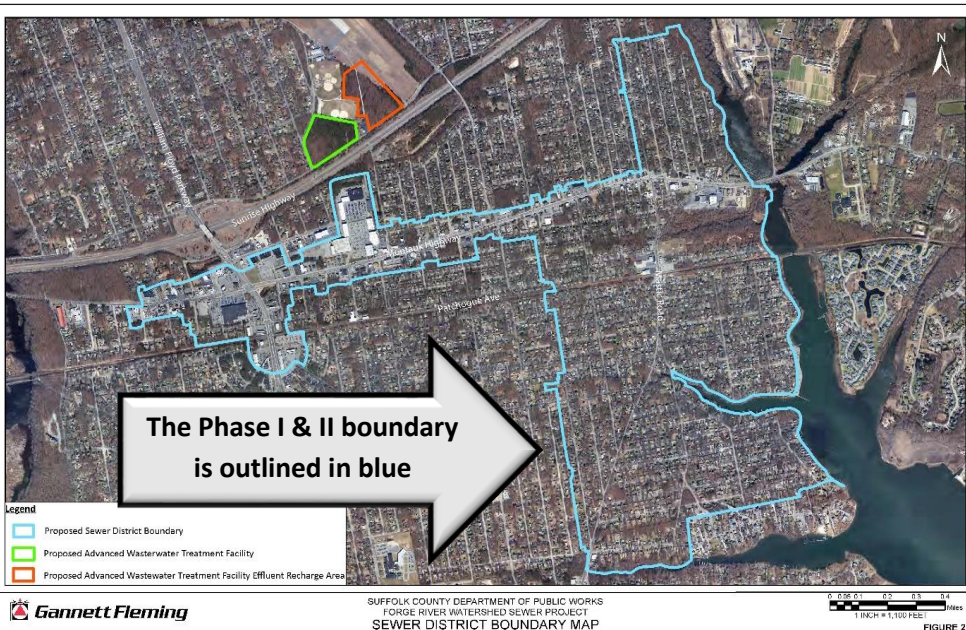 N
Sunrise Highway
Montauk Highway
Patchogue Ave
The Phase I & II boundary
is outlined in blue
Legend
Proposed Sewer District Boundary
Proposed Advanced Wasterwater Treatment Facility
Proposed Advanced Wastewater Treatment Facility Effluent Recharge Area
Gannett Fleming
SUFFOLK COUNTY DEPARTMENT OF PUBLIC WORKS
FORGE RIVER WATERSHED SEWER PROJECT
SEWER DISTRICT BOUNDARY MAP
0 0.05 0.1 0.2 0.3 0.4
Miles
1 INCH = 1,100 FEET
FIGURE 2